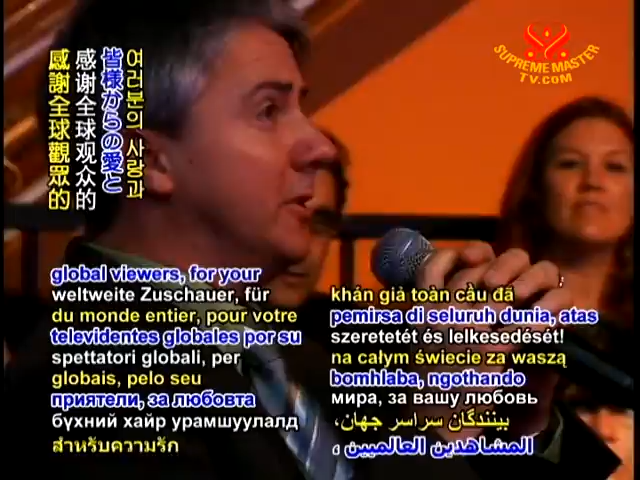 SUPREME MASTER
TV.COM
感謝全球觀眾的
感谢全球观众的
皆様からの愛と
여러분의 사랑과
global viewers, for your
weltweite Zuschauer, für
du monde entier, pour votre
televidentes globales por su
spettatori globali, per
globais, pelo seu
приятели, за любовта
бүхний хайр урамшуулалд
สำหรับความรัก
khán giả toàn cầu đã
pemirsa di seluruh dunia, atas
szeretetét és lelkesedését!
na całym świecie za waszą
bomhlaba, ngothando
мира, за вашу любовь
بینندگان سراسر جهان،
المشاهدين العالميين ،